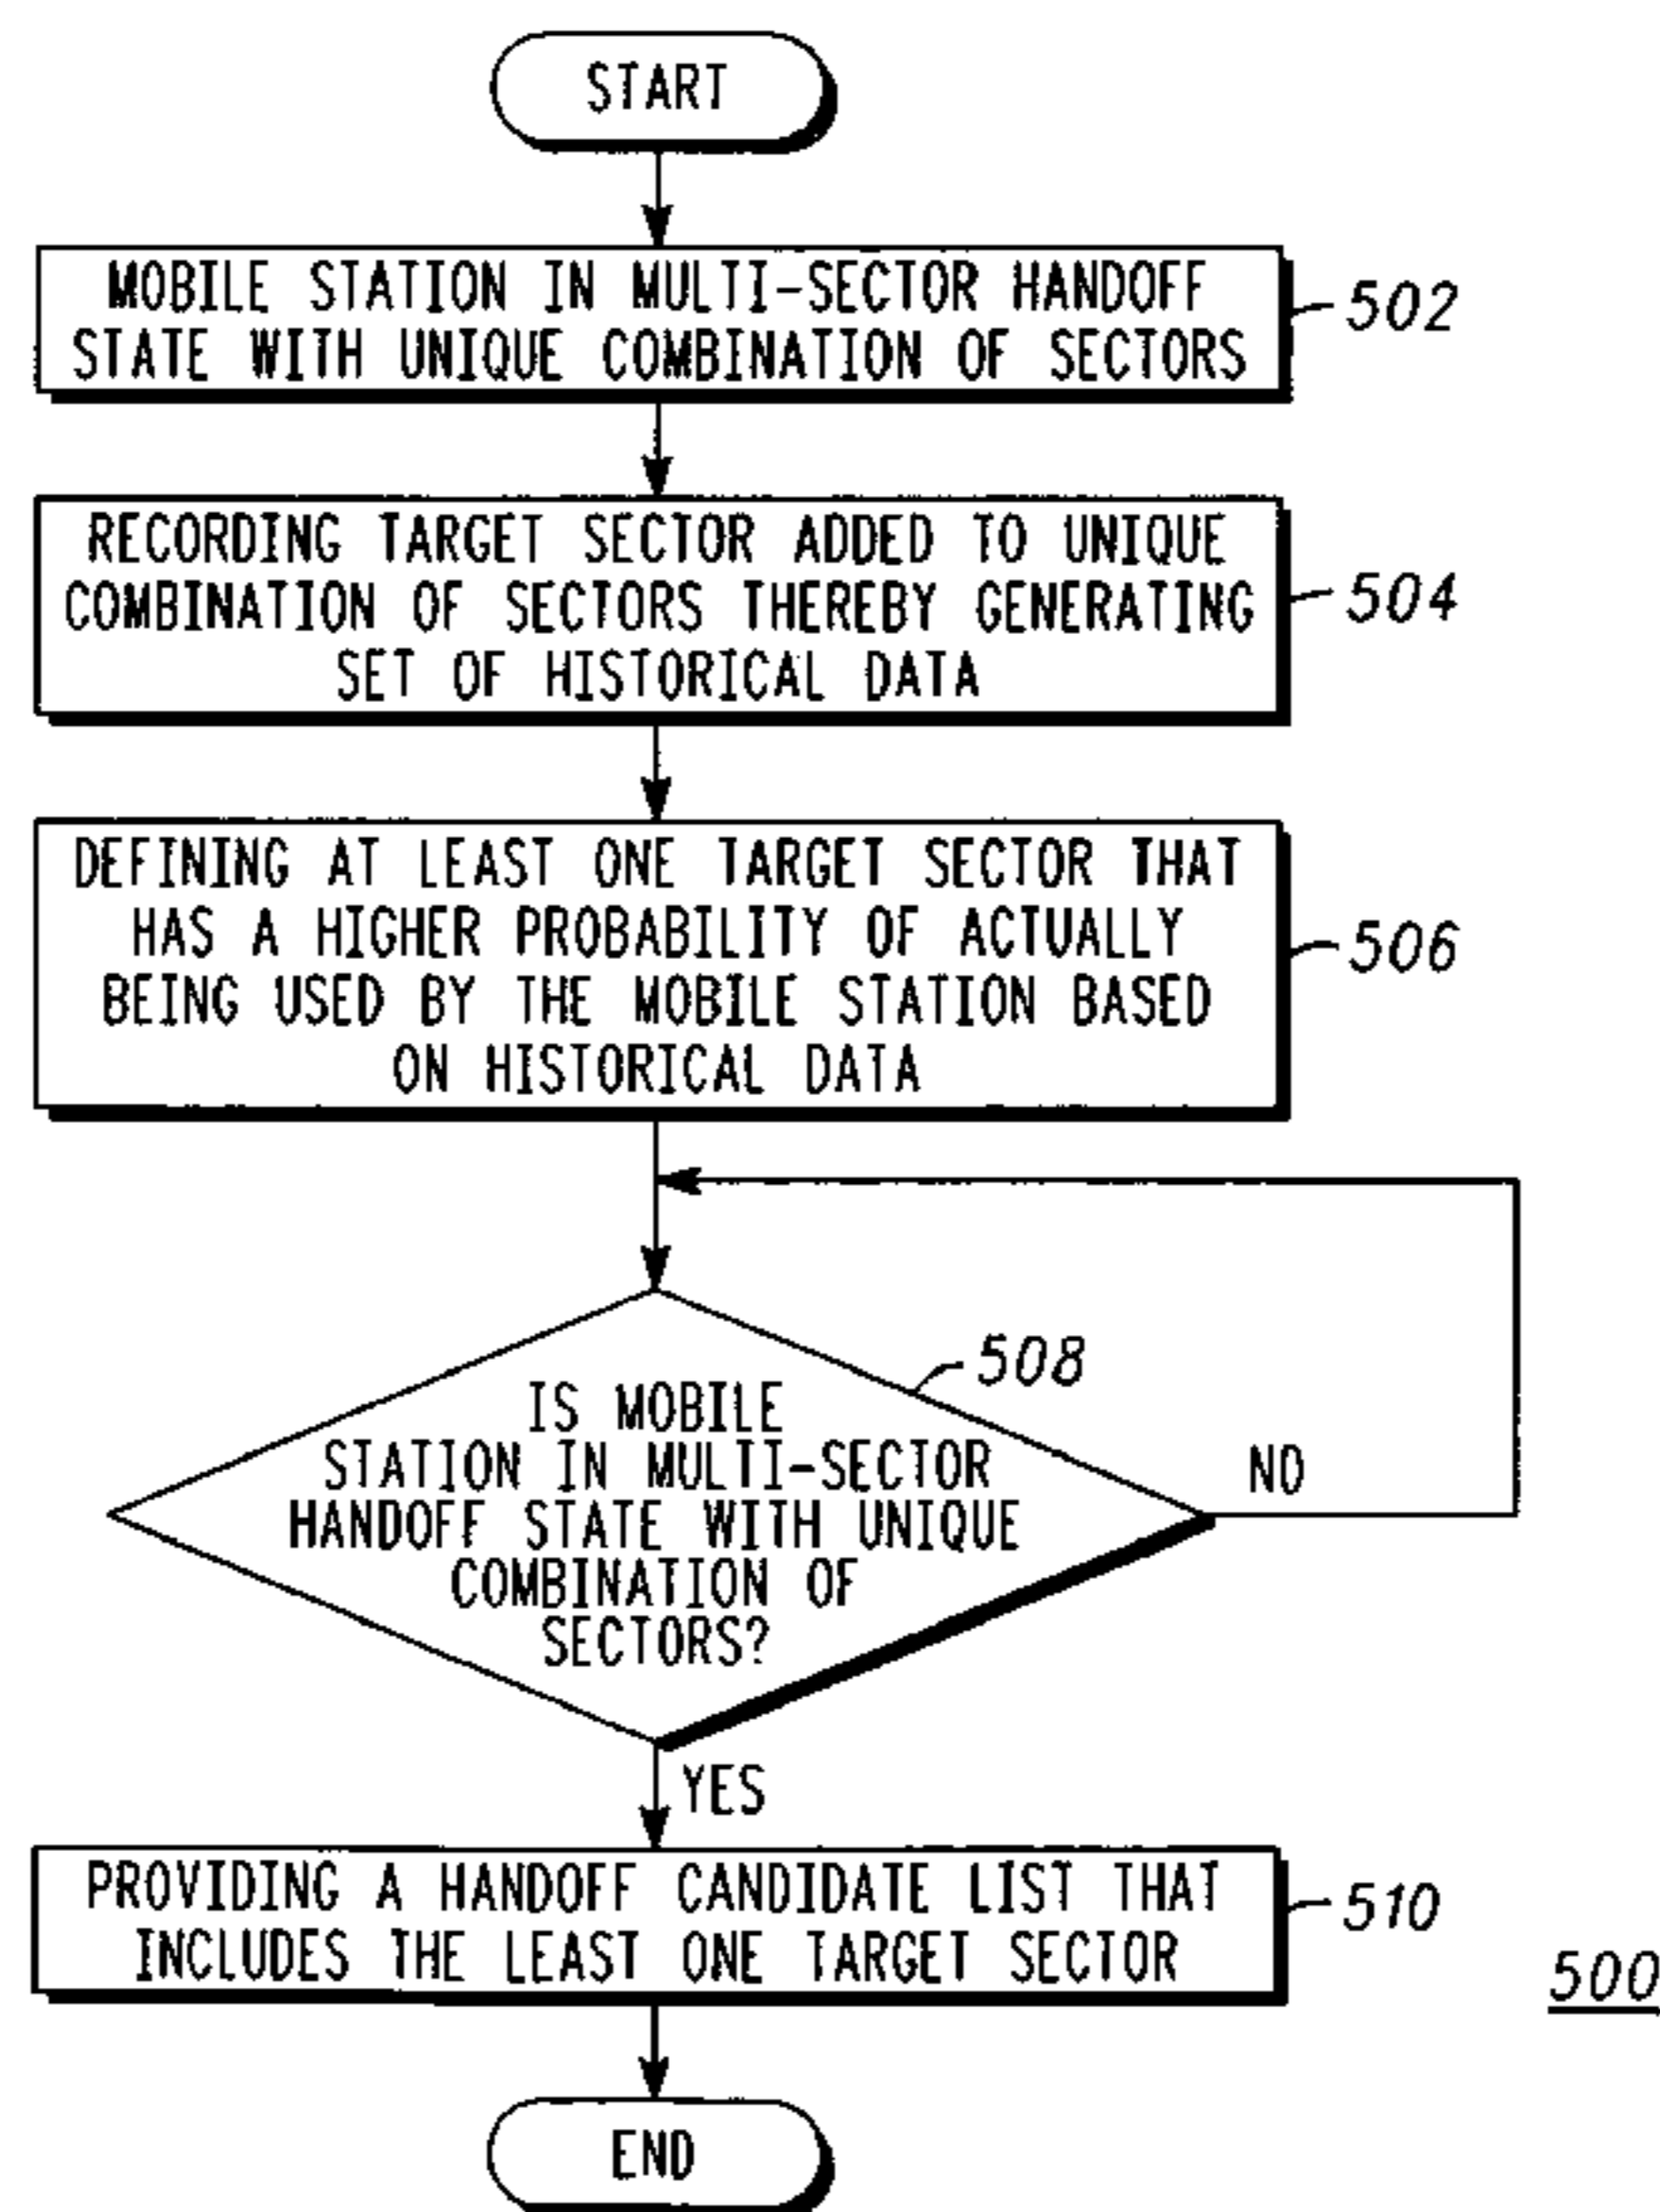 START
MOBILE STATION IN MULTI-SECTOR HANDOFF
STATE WITH UNIQUE COMBINATION OF SECTORS
502
RECORDING TARGET SECTOR ADDED TO UNIQUE
COMBINATION OF SECTORS THEREBY GENERATING
SET OF HISTORICAL DATA
504
DEFINING AT LEAST ONE TARGET SECTOR THAT
HAS A HIGHER PROBABILITY OF ACTUALLY
BEING USED BY THE MOBILE STATION BASED
ON HISTORICAL DATA
506
508
IS MOBILE
STATION IN MULTI-SECTOR
HANDOFF STATE WITH UNIQUE
COMBINATION OF
SECTORS?
NO
YES
PROVIDING A HANDOFF CANDIDATE LIST THAT
INCLUDES THE LEAST ONE TARGET SECTOR
510
500
END